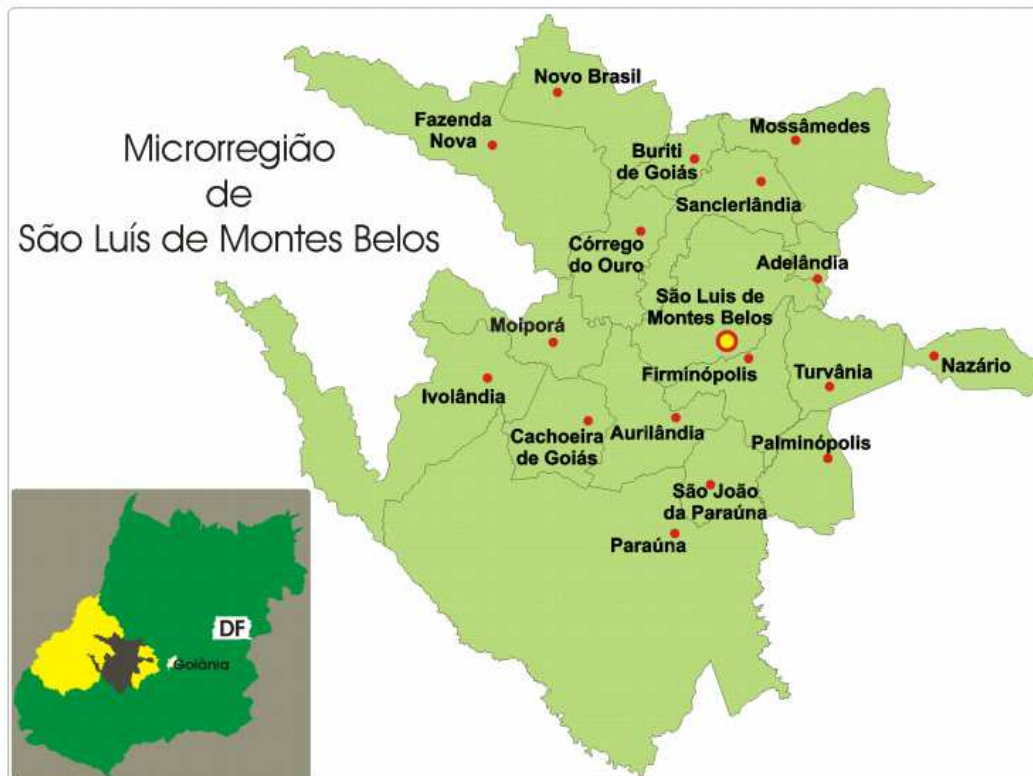 Microrregião
de
São Luís de Montes Belos
Novo Brasil
Fazenda
Nova
Mossâmedes
Buriti
de Goiás
Sanclerlândia
Córrego
do Ouro
Adelândia
São Luis de
Montes Belos
Moiporá
Firminópolis
Turvânia
Nazário
Ivolândia
Cachoeira
de Goiás
Aurilândia
Palminópolis
São João
da Paraúna
Paraúna
DF
Goiânia